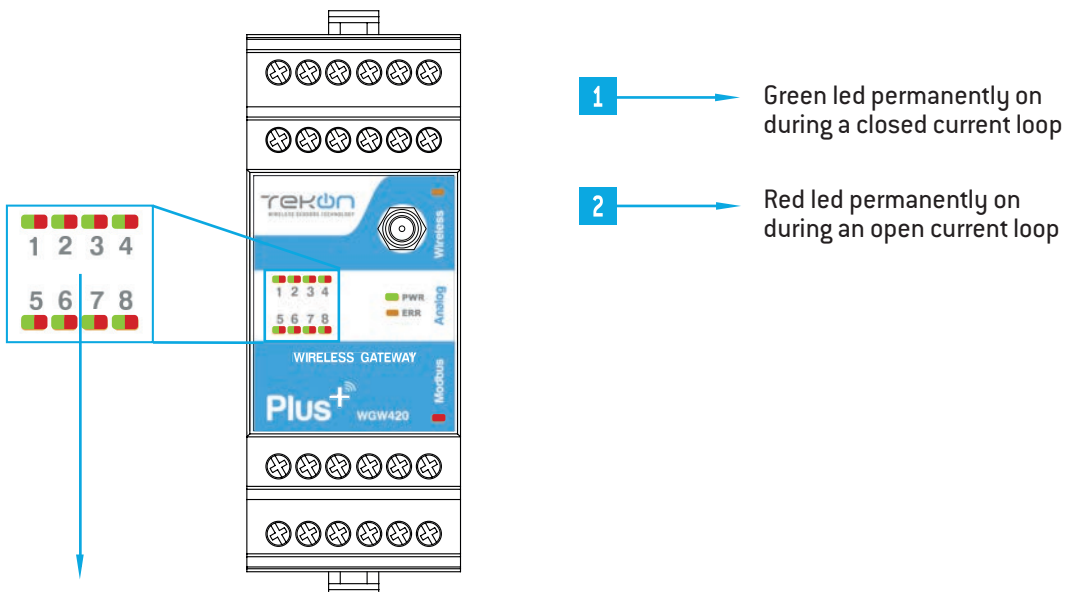 1
Green led permanently on
during a closed current loop
2
Red led permanently on
during an open current loop
TEKON
WIRELESS SENSORS TECHNOLOGY
Wireless
1 2 3 4
5 6 7 8
1 2 3 4
5 6 7 8
PWR
ERR
Analog
WIRELESS GATEWAY
Modbus
Plus+
WGW420